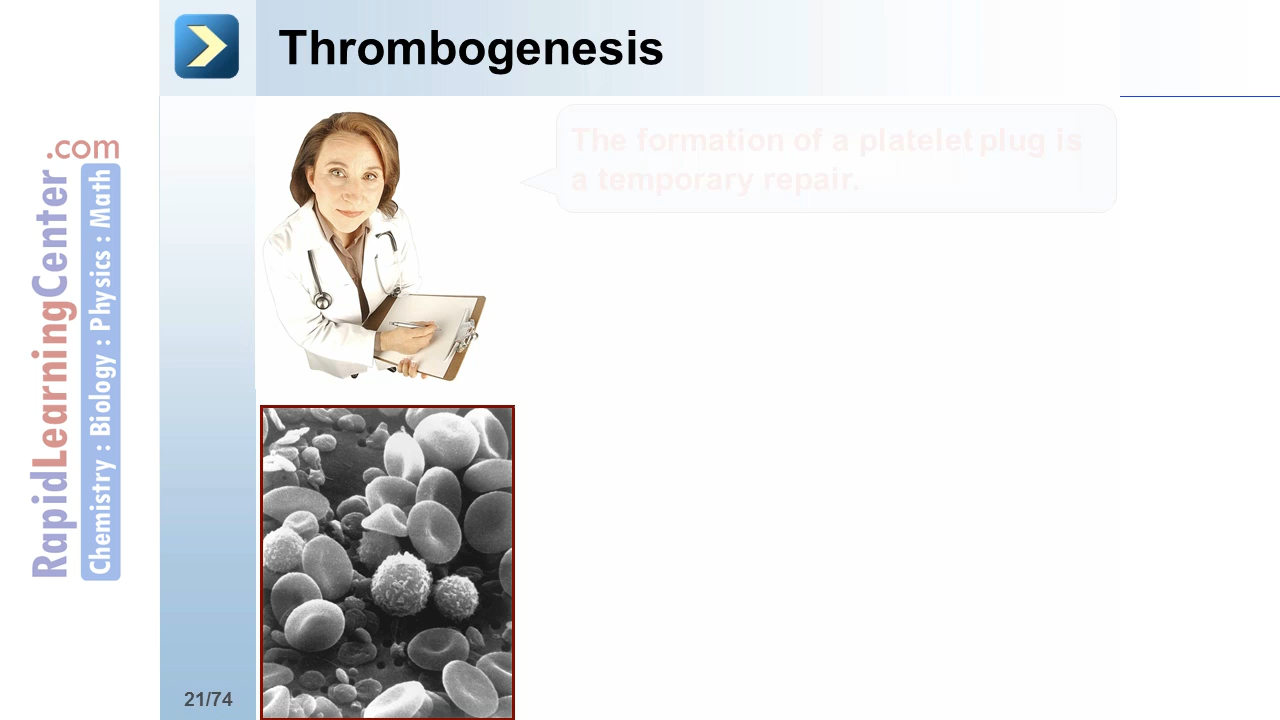 Thrombogenesis
The formation of a platelet plug is
a temporary repair.
RapidLearningCenter.com
Chemistry : Biology : Physics : Math
21/74